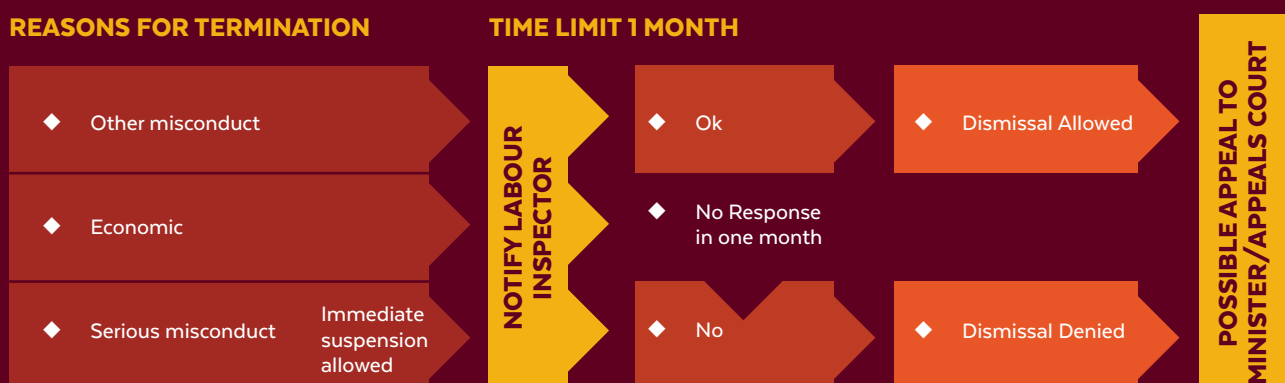 REASONS FOR TERMINATION
TIME LIMIT 1 MONTH
Other misconduct
Economic
Serious misconduct
Immediate
suspension
allowed
NOTIFY LABOUR
INSPECTOR
Ok
No Response
in one month
No
Dismissal Allowed
Dismissal Denied
POSSIBLE APPEAL TO
MINISTER/APPEALS COURT